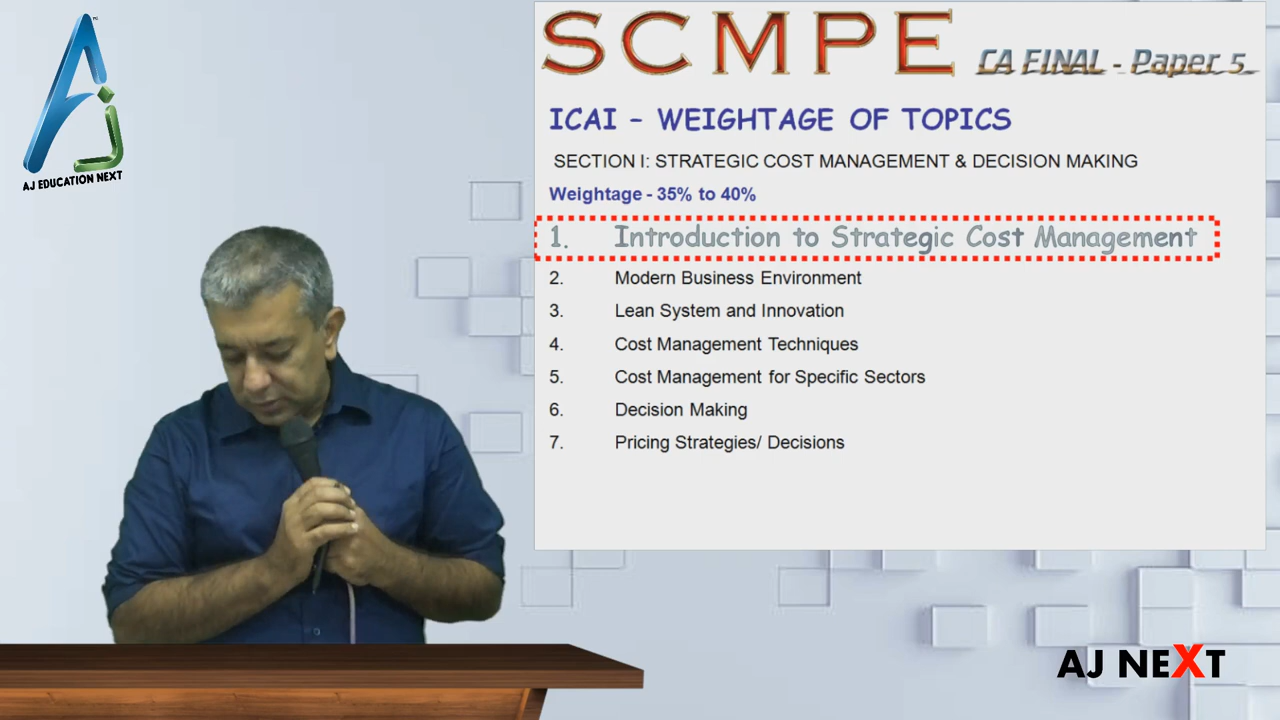 AJ EDUCATION NEXT
SCMPE CA FINAL - Paper 5
ICAI - WEIGHTAGE OF TOPICS
SECTION I: STRATEGIC COST MANAGEMENT & DECISION MAKING
Weightage - 35% to 40%
1. Introduction to Strategic Cost Management
2. Modern Business Environment
3. Lean System and Innovation
4. Cost Management Techniques
5. Cost Management for Specific Sectors
6. Decision Making
7. Pricing Strategies/ Decisions
AJ NEXT